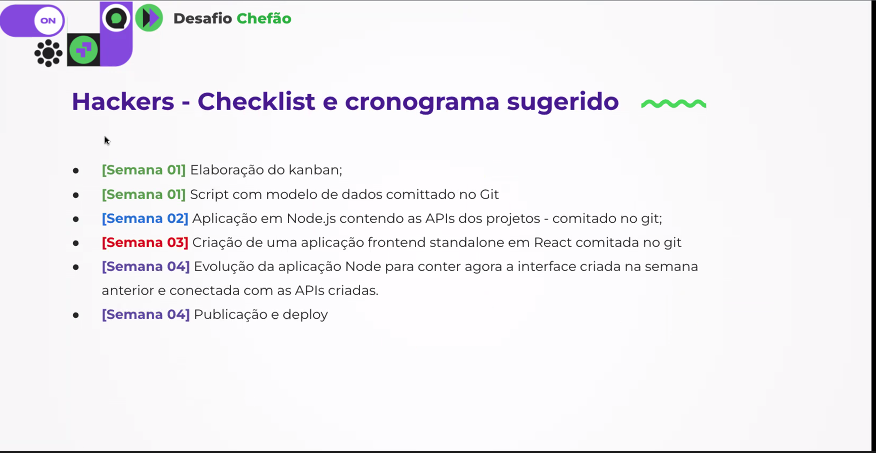 ON
Desafio Chefão
Hackers - Checklist e cronograma sugerido
● [Semana 01] Elaboração do kanban;
● [Semana 01] Script com modelo de dados comittado no Git
● [Semana 02] Aplicação em Node.js contendo as APIs dos projetos - comitado no git;
● [Semana 03] Criação de uma aplicação frontend standalone em React comitada no git
● [Semana 04] Evolução da aplicação Node para conter agora a interface criada na semana
anterior e conectada com as APIs criadas.
● [Semana 04] Publicação e deploy